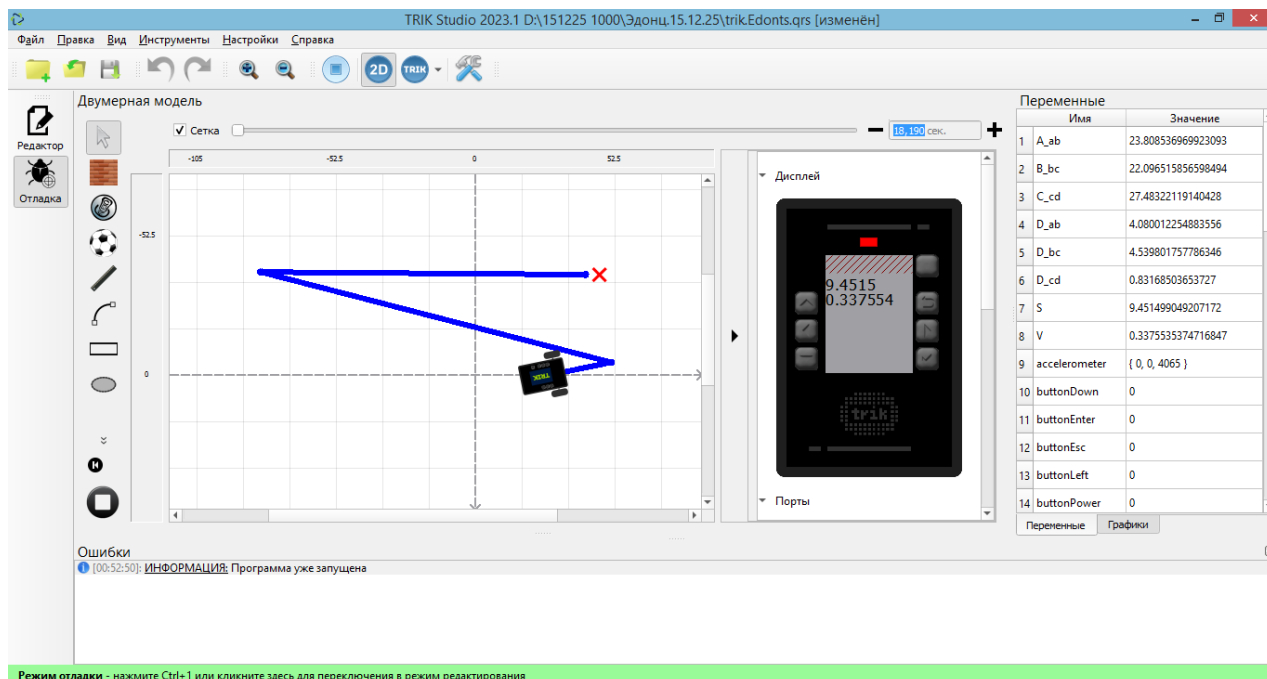 TRIK Studio 2023.1 D:\151225 1000\Эдонц.15.12.25\trik.Edonts.qrs [изменён]
Файл Правка Вид Инструменты Настройки Справка
2D TRIK
Редактор
Отладка
Двумерная модель
Сетка
18,190 сек.
-105 -52.5 0 52.5
-52.5
0
TRIK
Дисплей
9.4515
0.337554
trik
Порты
Переменные
Имя Значение
1 A_ab 23.808536969923093
2 B_bc 22.096515856598494
3 C_cd 27.48322119140428
4 D_ab 4.080012254883556
5 D_bc 4.539801757786346
6 D_cd 0.83168503653727
7 S 9.451499049207172
8 V 0.3375535374716847
9 accelerometer { 0, 0, 4065 }
10 buttonDown 0
11 buttonEnter 0
12 buttonEsc 0
13 buttonLeft 0
14 buttonPower 0
Переменные Графики
Ошибки
[00:52:50]: ИНФОРМАЦИЯ: Программа уже запущена
Режим отладки - нажмите Ctrl+1 или кликните здесь для переключения в режим редактирования